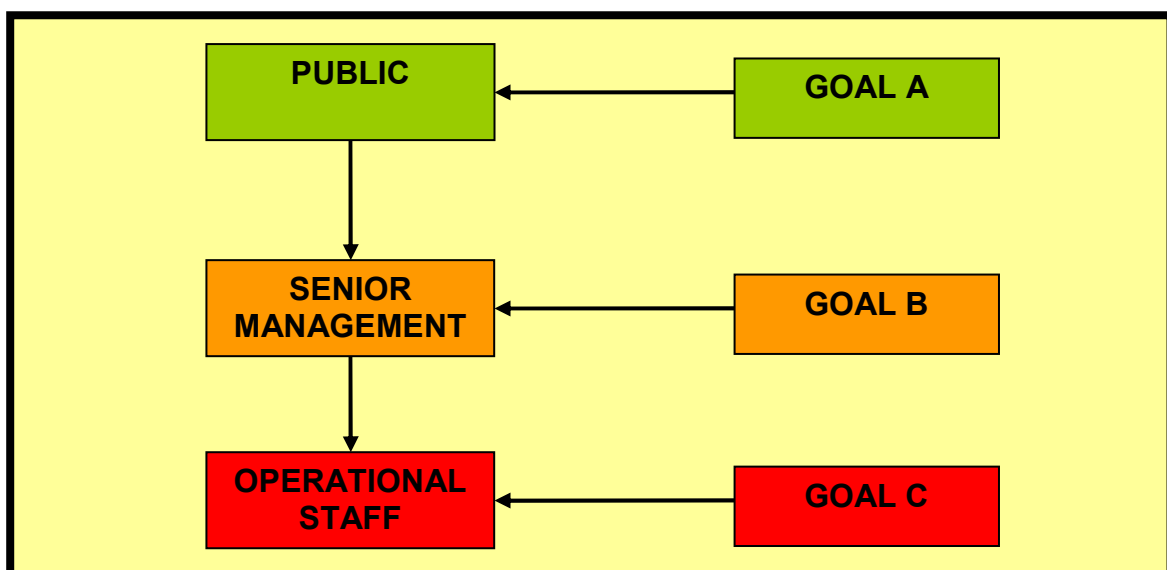 PUBLIC
GOAL A
SENIOR
MANAGEMENT
GOAL B
OPERATIONAL
STAFF
GOAL C